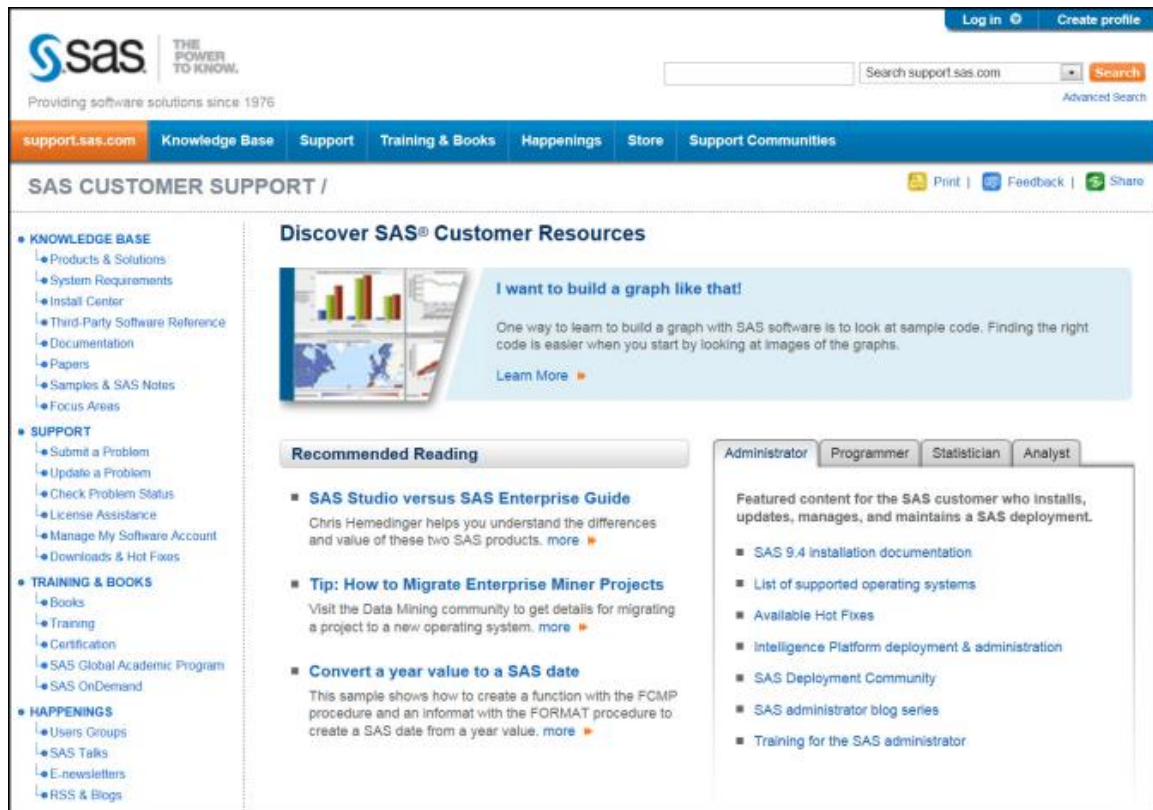 Log in Create profile
sas THE
POWER
TO KNOW.
Search support.sas.com Search
Providing software solutions since 1976 Advanced Search
support.sas.com Knowledge Base Support Training & Books Happenings Store Support Communities
SAS CUSTOMER SUPPORT / Print | Feedback | Share
KNOWLEDGE BASE
Products & Solutions
System Requirements
Install Center
Third-Party Software Reference
Documentation
Papers
Samples & SAS Notes
Focus Areas
SUPPORT
Submit a Problem
Update a Problem
Check Problem Status
License Assistance
Manage My Software Account
Downloads & Hot Fixes
TRAINING & BOOKS
Books
Training
Certification
SAS Global Academic Program
SAS OnDemand
HAPPENINGS
Users Groups
SAS Talks
E-newsletters
RSS & Blogs
Discover SAS® Customer Resources
I want to build a graph like that!
One way to learn to build a graph with SAS software is to look at sample code. Finding the right
code is easier when you start by looking at images of the graphs.
Learn More
Recommended Reading
SAS Studio versus SAS Enterprise Guide
Chris Hemedinger helps you understand the differences
and value of these two SAS products. more
Tip: How to Migrate Enterprise Miner Projects
Visit the Data Mining community to get details for migrating
a project to a new operating system. more
Convert a year value to a SAS date
This sample shows how to create a function with the FCMP
procedure and an informat with the FORMAT procedure to
create a SAS date from a year value. more
Administrator Programmer Statistician Analyst
Featured content for the SAS customer who installs,
updates, manages, and maintains a SAS deployment.
SAS 9.4 installation documentation
List of supported operating systems
Available Hot Fixes
Intelligence Platform deployment & administration
SAS Deployment Community
SAS administrator blog series
Training for the SAS administrator